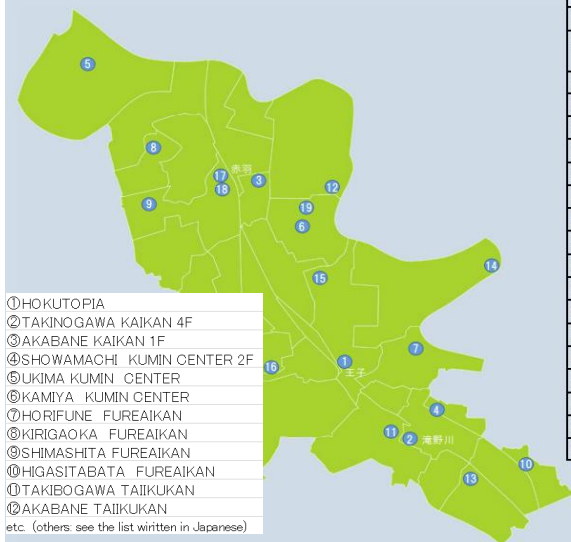 ⑤
⑧
⑰ 赤羽
⑱ ③ ⑫
⑨ ⑲
⑥
⑭
⑮
⑦
⑯ ① 王子
④
⑪ ② 滝野川
⑩
⑬
①HOKUTOPIA
②TAKINOGAWA KAIKAN 4F
③AKABANE KAIKAN 1F
④SHOWAMACHI KUMIN CENTER 2F
⑤UKIMA KUMIN CENTER
⑥KAMIYA KUMIN CENTER
⑦HORIFUNE FUREAIKAN
⑧KIRIGAOKA FUREAIKAN
⑨SHIMASHITA FUREAIKAN
⑩HIGASITABATA FUREAIKAN
⑪TAKIBOGAWA TAIIKUKAN
⑫AKABANE TAIIKUKAN
etc. (others: see the list wiritten in Japanese)